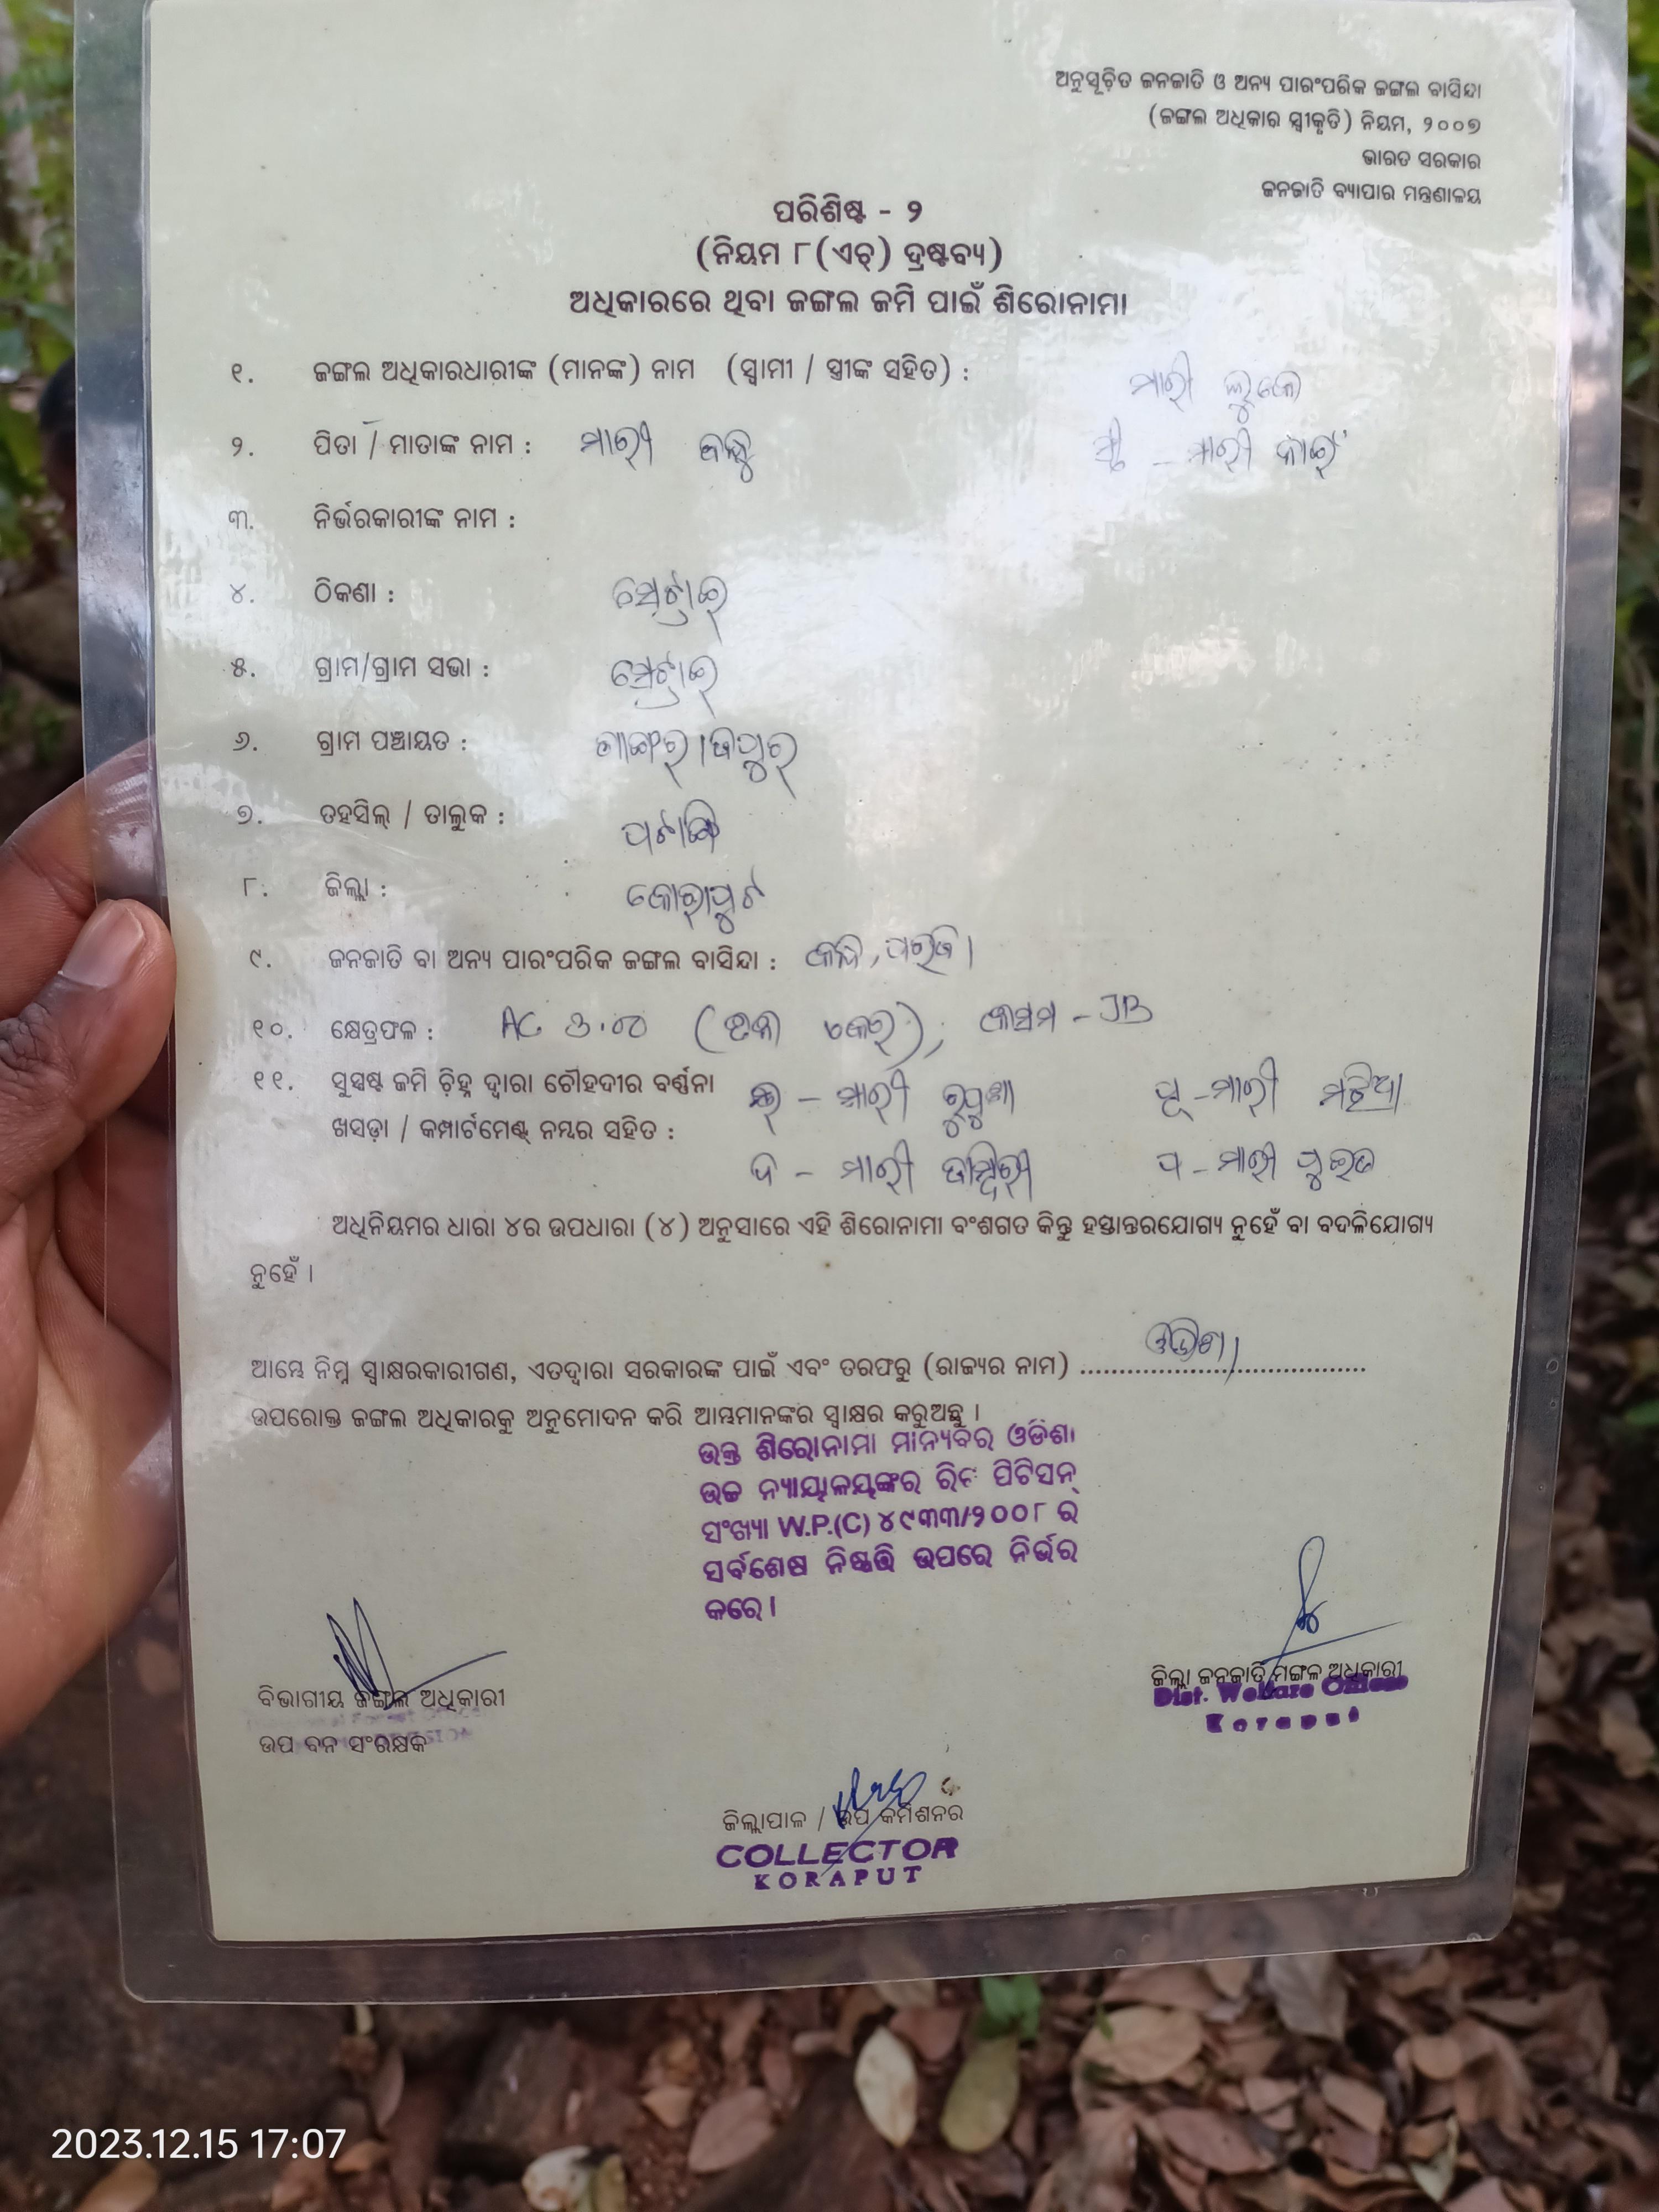 ଅନୁସୂଚିତ ଜନଜାତି ଓ ଅନ୍ୟ ପାରଂପରିକ ଜଙ୍ଗଲ ବାସିନ୍ଦା
(ଜଙ୍ଗଲ ଅଧିକାର ସ୍ୱୀକୃତି) ନିୟମ, ୨୦୦୭
ଭାରତ ସରକାର
ଜନଜାତି ବ୍ୟାପାର ମନ୍ତ୍ରଣାଳୟ
ପରିଶିଷ୍ଟ - ୨
(ନିୟମ ୮(ଏଚ୍) ଦ୍ରଷ୍ଟବ୍ୟ)
ଅଧିକାରରେ ଥିବା ଜଙ୍ଗଲ ଜମି ପାଇଁ ଶିରୋନାମା
୧. ଜଙ୍ଗଲ ଅଧିକାରଧାରୀଙ୍କ (ମାନଙ୍କ) ନାମ (ସ୍ୱାମୀ / ସ୍ତ୍ରୀଙ୍କ ସହିତ) : ମାରୀ
୨. ପିତା / ମାତାଙ୍କ ନାମ : ମାରୀ ସ୍ତ୍ରୀ - ମାରୀ
୩. ନିର୍ଭରକାରୀଙ୍କ ନାମ :
୪. ଠିକଣା :
୫. ଗ୍ରାମ/ଗ୍ରାମ ସଭା :
୬. ଗ୍ରାମ ପଞ୍ଚାୟତ :
୭. ତହସିଲ୍ / ତାଲୁକ : ପଟାଙ୍ଗି
୮. ଜିଲ୍ଲା : କୋରାପୁଟ
୯. ଜନଜାତି ବା ଅନ୍ୟ ପାରଂପରିକ ଜଙ୍ଗଲ ବାସିନ୍ଦା :
୧୦. କ୍ଷେତ୍ରଫଳ : AC
୧୧. ସୁସ୍ପଷ୍ଟ ଜମି ଚିହ୍ନ ଦ୍ୱାରା ଚୌହଦୀର ବର୍ଣ୍ଣନା ଉ - ମାରୀ ପୂ - ମାରୀ
ଖସଡ଼ା / କମ୍ପାର୍ଟମେଣ୍ଟ୍ ନମ୍ବର ସହିତ : ଦ - ମାରୀ ପ - ମାରୀ
ଅଧିନିୟମର ଧାରା ୪ର ଉପଧାରା (୪) ଅନୁସାରେ ଏହି ଶିରୋନାମା ବଂଶଗତ କିନ୍ତୁ ହସ୍ତାନ୍ତରଯୋଗ୍ୟ ନୁହେଁ ବା ବଦଳିଯୋଗ୍ୟ
ନୁହେଁ ।
ଆମ୍ଭେ ନିମ୍ନ ସ୍ୱାକ୍ଷରକାରୀଗଣ, ଏତଦ୍ଵାରା ସରକାରଙ୍କ ପାଇଁ ଏବଂ ତରଫରୁ (ରାଜ୍ୟର ନାମ) ଓଡିଶା
ଉପରୋକ୍ତ ଜଙ୍ଗଲ ଅଧିକାରକୁ ଅନୁମୋଦନ କରି ଆମ୍ଭମାନଙ୍କର ସ୍ୱାକ୍ଷର କରୁଅଛୁ ।
ଉକ୍ତ ଶିରୋନାମା ମାନ୍ୟବର ଓଡିଶା
ଉଚ୍ଚ ନ୍ୟାୟାଳୟଙ୍କର ରିଟ ପିଟିସନ୍
ସଂଖ୍ୟା W.P.(C) ୪୯୩୩/୨୦୦୮ ର
ସର୍ବଶେଷ ନିଷ୍ପତ୍ତି ଉପରେ ନିର୍ଭର
କରେ ।
ବିଭାଗୀୟ ଜଙ୍ଗଲ ଅଧିକାରୀ
ଉପ ବନ ସଂରକ୍ଷକ
ଜିଲ୍ଲା ଜନଜାତି ମଙ୍ଗଳ ଅଧିକାରୀ
Dist. Welfare Officer
Koraput
ଜିଲ୍ଲାପାଳ / ଉପ କମିଶନର
COLLECTOR
KORAPUT
2023.12.15 17:07